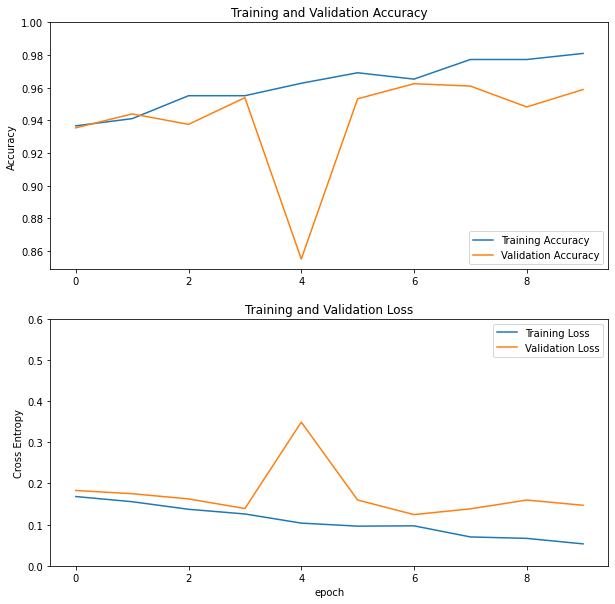 Training and Validation Accuracy
1.00
0.98
0.96
0.94
0.92
0.90
0.88
0.86
Accuracy
Training Accuracy
Validation Accuracy
0 2 4 6 8
Training and Validation Loss
0.6
0.5
0.4
0.3
0.2
0.1
0.0
Cross Entropy
Training Loss
Validation Loss
0 2 4 6 8
epoch